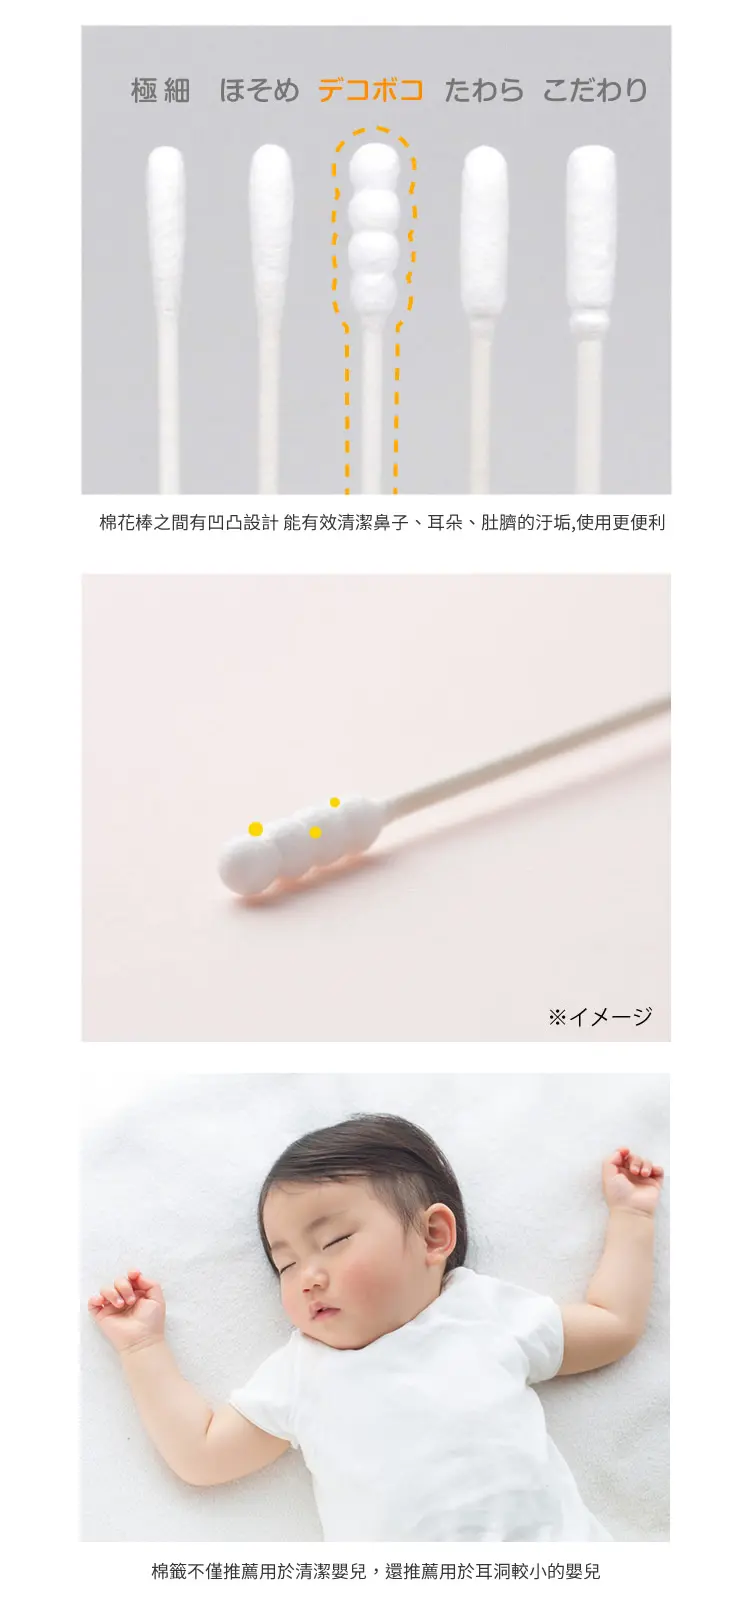 極細 ほそめ デコボコ たわら こだわり
棉花棒之間有凹凸設計 能有效清潔鼻子、耳朵、肚臍的汙垢,使用更便利
※イメージ
棉籤不僅推薦用於清潔嬰兒，還推薦用於耳洞較小的嬰兒